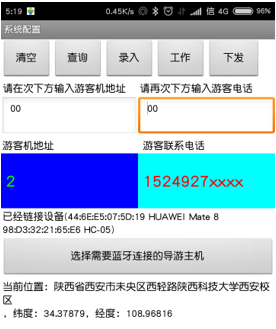 5:19 0.45K/s 信 4G 96%
系统配置
清空 查询 录入 工作 下发
请在次下方输入游客机地址 请再次下方输入游客电话
00 00
游客机地址 游客联系电话
2 1524927xxxx
已经链接设备(44:6E:E5:07:5D:19 HUAWEI Mate 8
98:D3:32:21:65:E6 HC-05)
选择需要蓝牙连接的导游主机
当前位置：陕西省西安市未央区西轻路陕西科技大学西安校
区
，纬度：34.37879，经度：108.96816